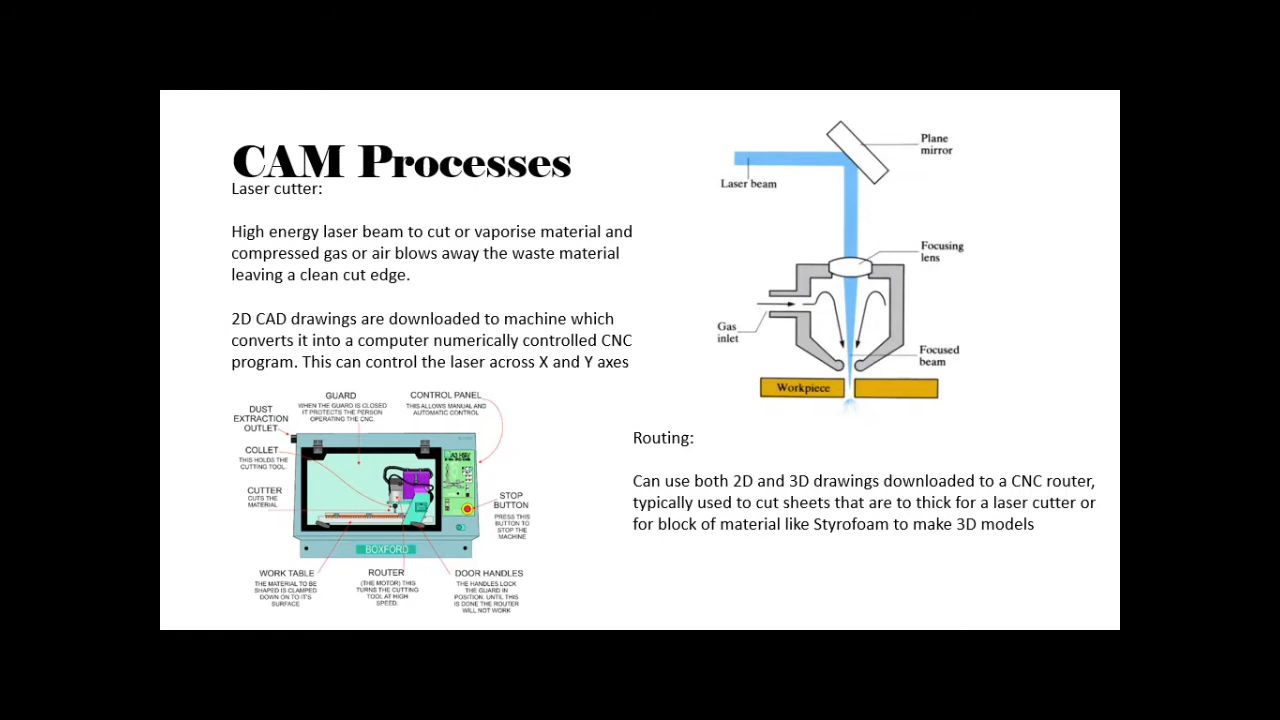 CAM Processes
Laser cutter:
High energy laser beam to cut or vaporise material and
compressed gas or air blows away the waste material
leaving a clean cut edge.
2D CAD drawings are downloaded to machine which
converts it into a computer numerically controlled CNC
program. This can control the laser across X and Y axes
Plane
mirror
Laser beam
Focusing
lens
Gas
inlet
Focused
beam
Workpiece
GUARD
WHEN THE GUARD IS CLOSED
IT PROTECTS THE PERSON
OPERATING THE CNC.
CONTROL PANEL
THIS ALLOWS MANUAL AND
AUTOMATIC CONTROL
DUST
EXTRACTION
OUTLET
COLLET
THIS HOLDS THE
CUTTING TOOL.
CUTTER
CUTS THE
MATERIAL
STOP
BUTTON
PRESS THIS
BUTTON TO
STOP THE
MACHINE
BOXFORD
WORK TABLE
THE MATERIAL TO BE
SHAPED IS CLAMPED
DOWN ON TO IT'S
SURFACE
ROUTER
(THE MOTOR) THIS
TURNS THE CUTTING
TOOL AT HIGH
SPEED.
DOOR HANDLES
THE HANDLES LOCK
THE GUARD IN
POSITION. UNTIL THIS
IS DONE THE ROUTER
WILL NOT WORK
Routing:
Can use both 2D and 3D drawings downloaded to a CNC router,
typically used to cut sheets that are to thick for a laser cutter or
for block of material like Styrofoam to make 3D models